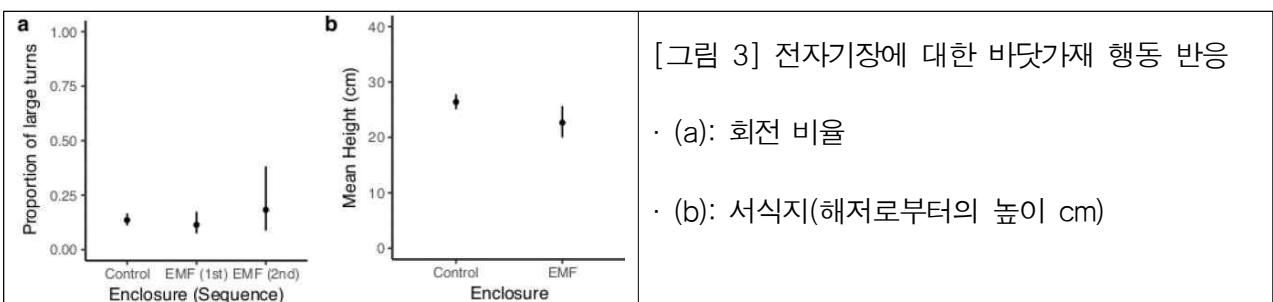 a
1.00
0.75
0.50
0.25
0.00
Proportion of large turns
Control EMF (1st) EMF (2nd)
Enclosure (Sequence)
b
40
30
20
10
0
Mean Height (cm)
Control EMF
Enclosure
[그림 3] 전자기장에 대한 바닷가재 행동 반응
· (a): 회전 비율
· (b): 서식지(해저로부터의 높이 cm)